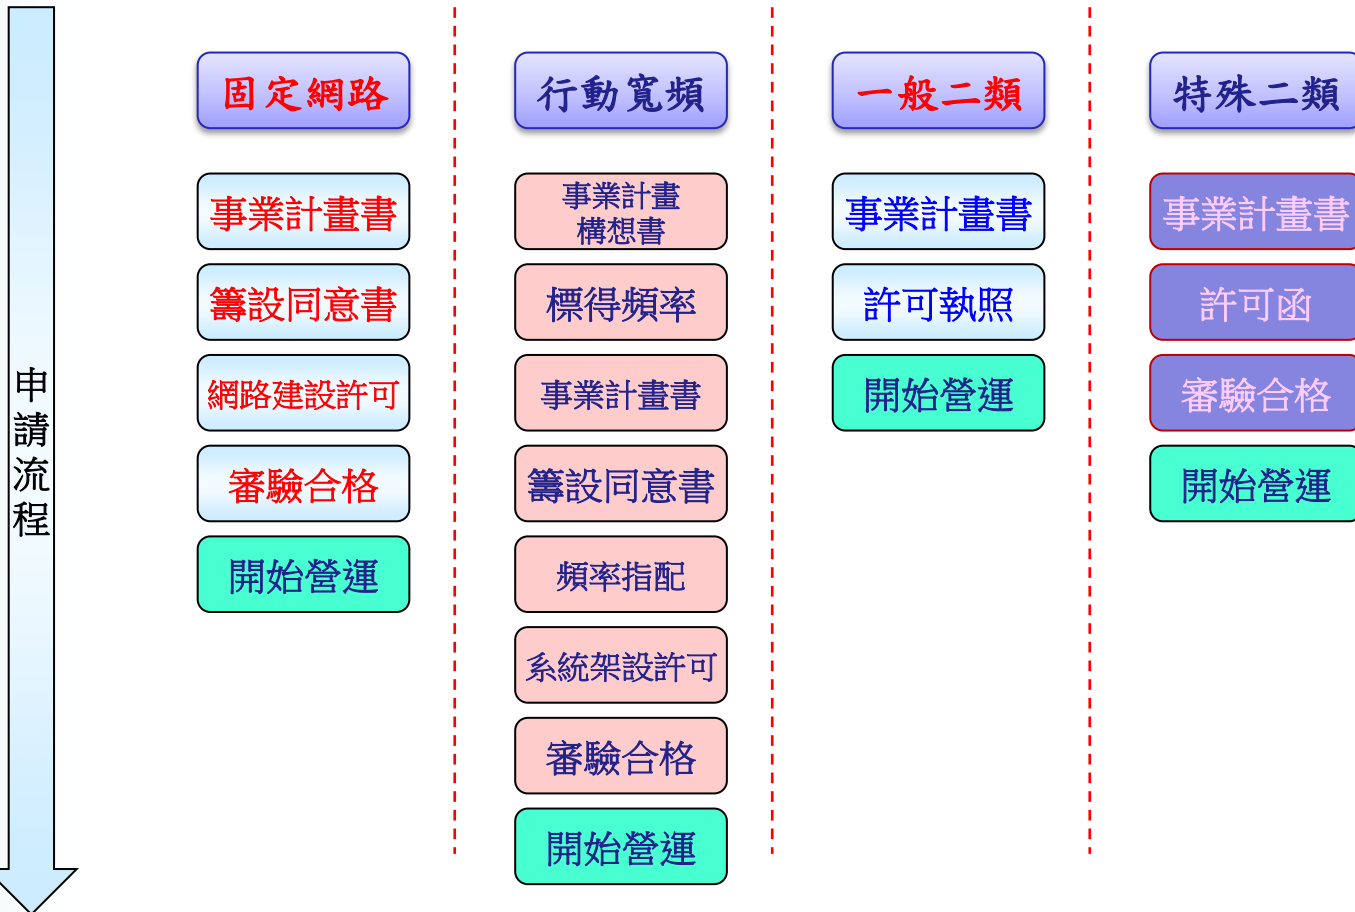 申請流程
固定網路
事業計畫書
籌設同意書
網路建設許可
審驗合格
開始營運
行動寬頻
事業計畫
構想書
標得頻率
事業計畫書
籌設同意書
頻率指配
系統架設許可
審驗合格
開始營運
一般二類
事業計畫書
許可執照
開始營運
特殊二類
事業計畫書
許可函
審驗合格
開始營運